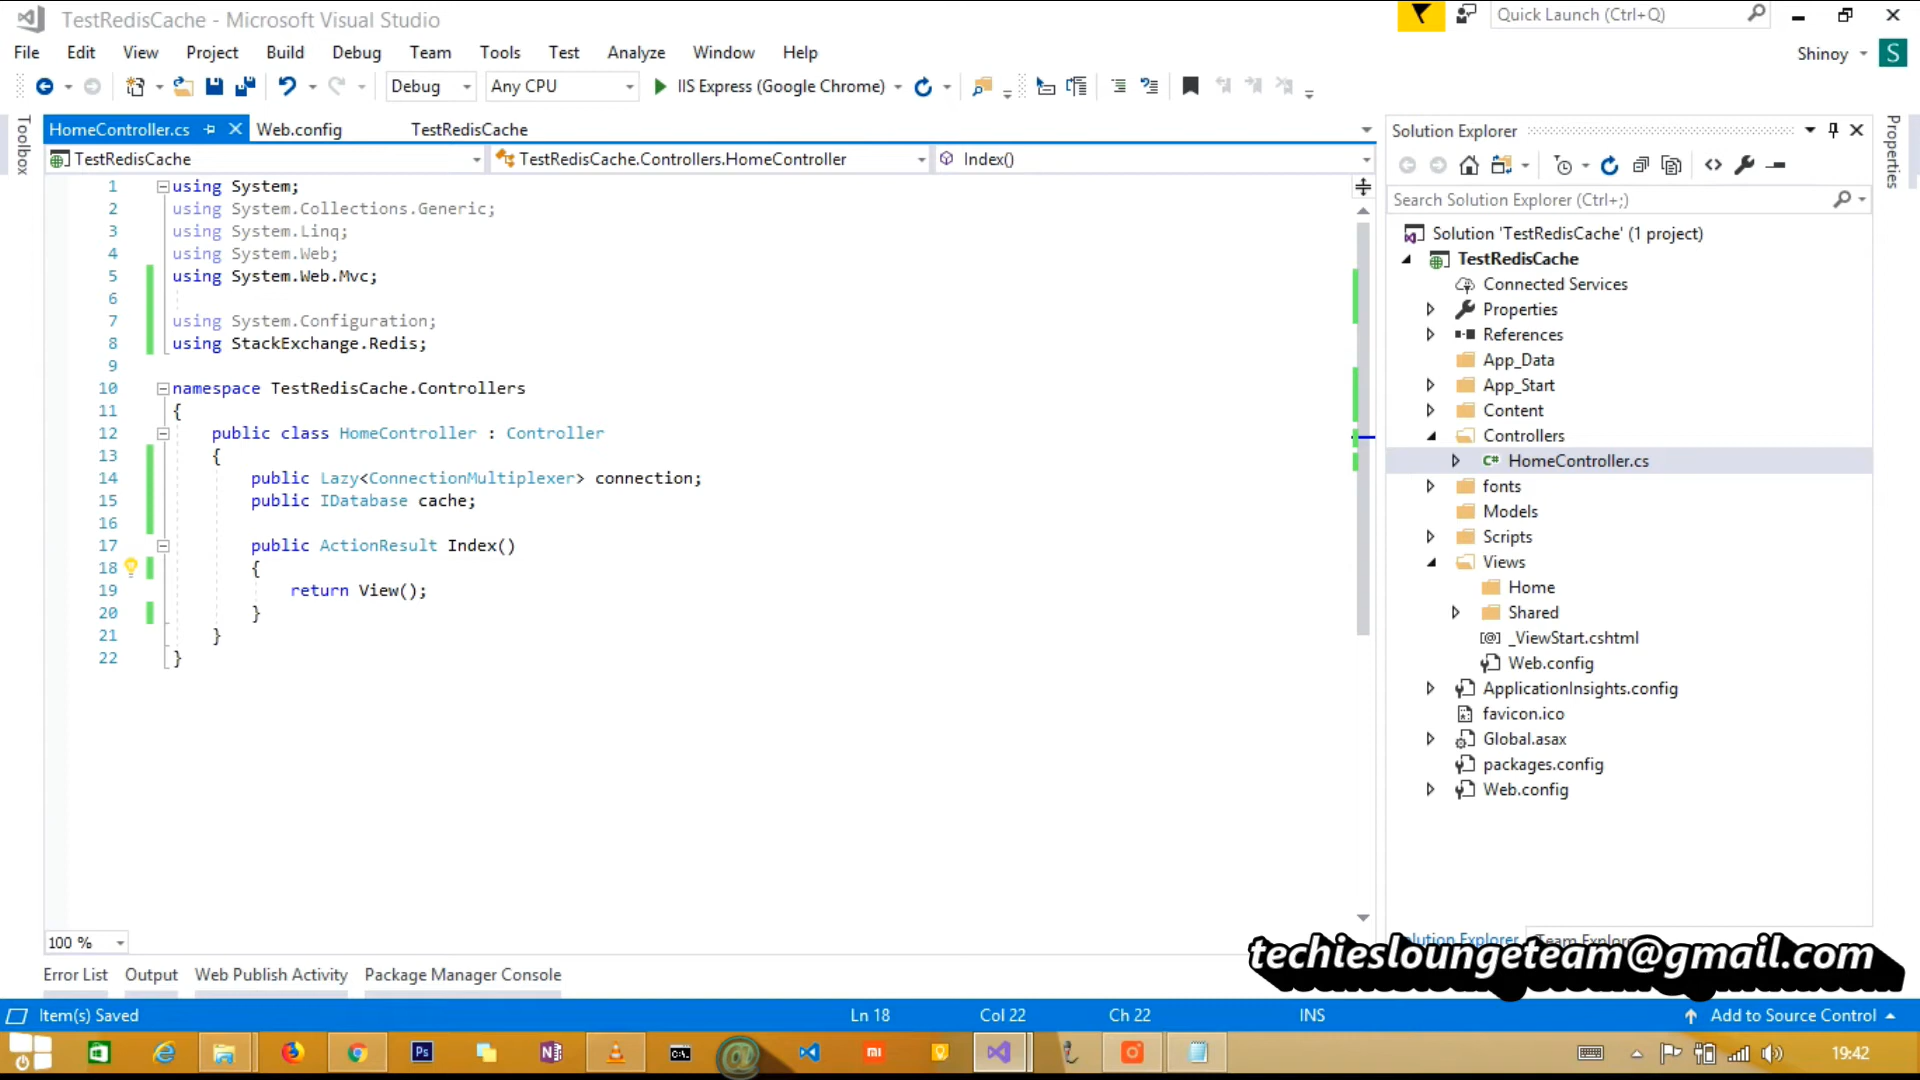 TestRedisCache - Microsoft Visual Studio
Quick Launch (Ctrl+Q)
File Edit View Project Build Debug Team Tools Test Analyze Window Help
Shinoy S
Debug Any CPU IIS Express (Google Chrome)
Toolbox
HomeController.cs Web.config TestRedisCache
TestRedisCache TestRedisCache.Controllers.HomeController Index()
1 using System;
2 using System.Collections.Generic;
3 using System.Linq;
4 using System.Web;
5 using System.Web.Mvc;
6
7 using System.Configuration;
8 using StackExchange.Redis;
9
10 namespace TestRedisCache.Controllers
11 {
12 public class HomeController : Controller
13 {
14 public Lazy<ConnectionMultiplexer> connection;
15 public IDatabase cache;
16
17 public ActionResult Index()
18 {
19 return View();
20 }
21 }
22 }
100 %
Solution Explorer
Properties
Search Solution Explorer (Ctrl+;)
Solution 'TestRedisCache' (1 project)
TestRedisCache
Connected Services
Properties
References
App_Data
App_Start
Content
Controllers
C# HomeController.cs
fonts
Models
Scripts
Views
Home
Shared
[@] _ViewStart.cshtml
Web.config
ApplicationInsights.config
favicon.ico
Global.asax
packages.config
Web.config
techiesloungeteam@gmail.com
Error List Output Web Publish Activity Package Manager Console
Item(s) Saved Ln 18 Col 22 Ch 22 INS Add to Source Control
Ps
N
mi
19:42